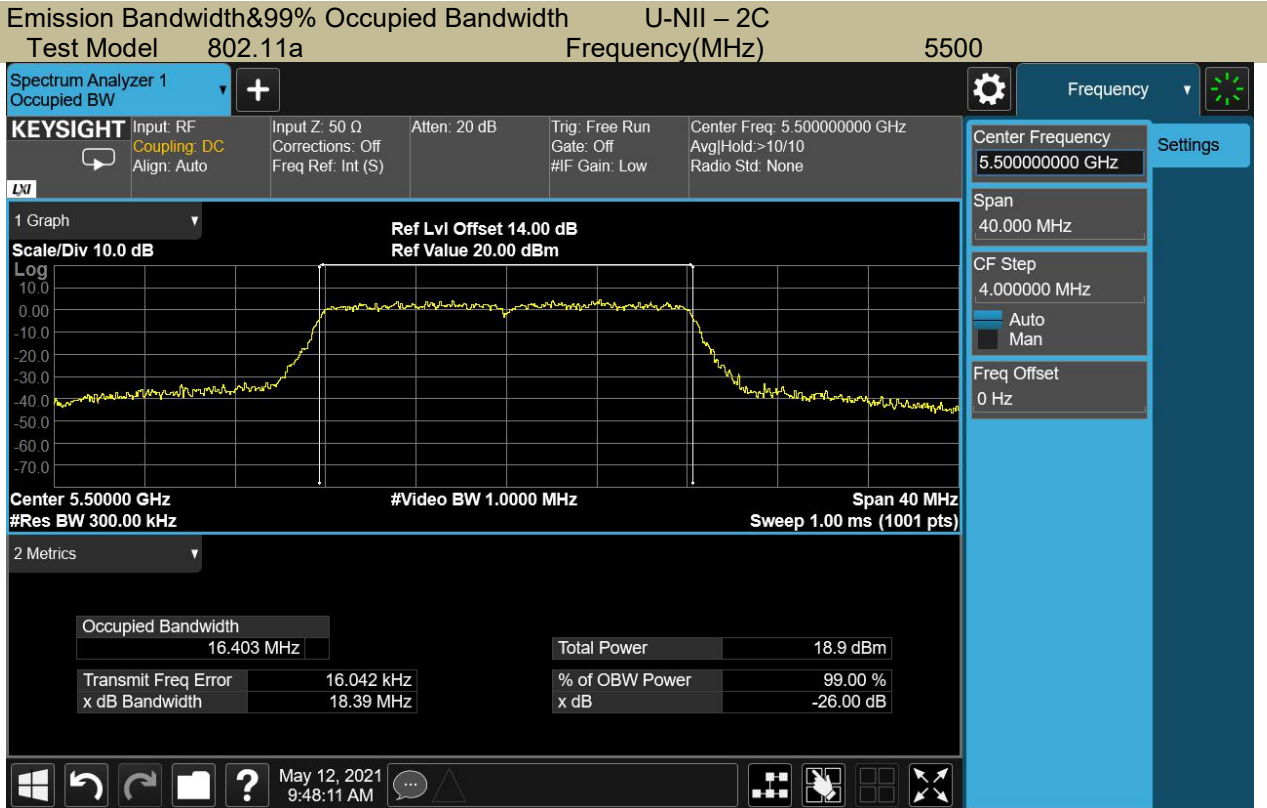 Emission Bandwidth&99% Occupied Bandwidth U-NII – 2C
Test Model 802.11a Frequency(MHz) 5500
Spectrum Analyzer 1
Occupied BW
+
Frequency
KEYSIGHT
LXI
Input: RF
Coupling: DC
Align: Auto
Input Z: 50 Ω
Corrections: Off
Freq Ref: Int (S)
Atten: 20 dB
Trig: Free Run
Gate: Off
#IF Gain: Low
Center Freq: 5.500000000 GHz
Avg|Hold:>10/10
Radio Std: None
Center Frequency
5.500000000 GHz
Settings
Span
40.000 MHz
CF Step
4.000000 MHz
Auto
Man
Freq Offset
0 Hz
1 Graph
Scale/Div 10.0 dB
Ref Lvl Offset 14.00 dB
Ref Value 20.00 dBm
Log
10.0
0.00
-10.0
-20.0
-30.0
-40.0
-50.0
-60.0
-70.0
Center 5.50000 GHz #Video BW 1.0000 MHz Span 40 MHz
#Res BW 300.00 kHz Sweep 1.00 ms (1001 pts)
2 Metrics
Occupied Bandwidth
16.403 MHz
Total Power 18.9 dBm
Transmit Freq Error 16.042 kHz % of OBW Power 99.00 %
x dB Bandwidth 18.39 MHz x dB -26.00 dB
?
May 12, 2021
9:48:11 AM